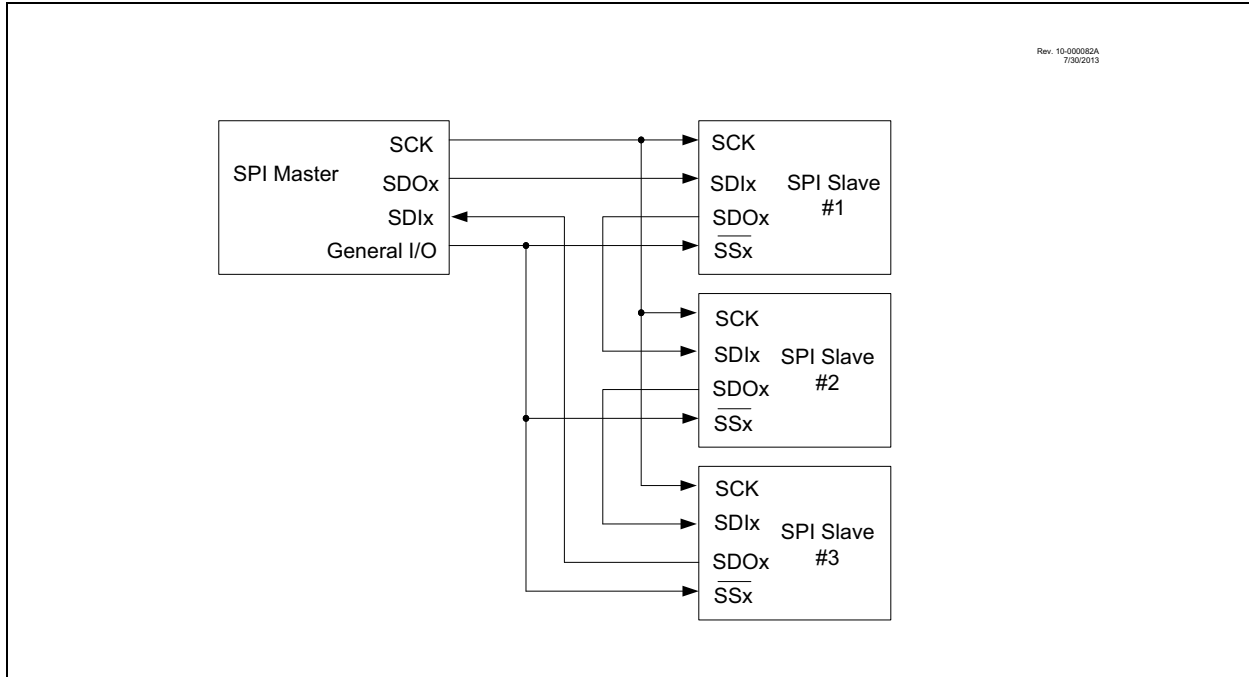 Rev. 10-000082A
7/30/2013
SPI Master
SCK
SDOx
SDIx
General I/O
SCK
SDIx
SDOx
SSx
SPI Slave
#1
SCK
SDIx
SDOx
SSx
SPI Slave
#2
SCK
SDIx
SDOx
SSx
SPI Slave
#3